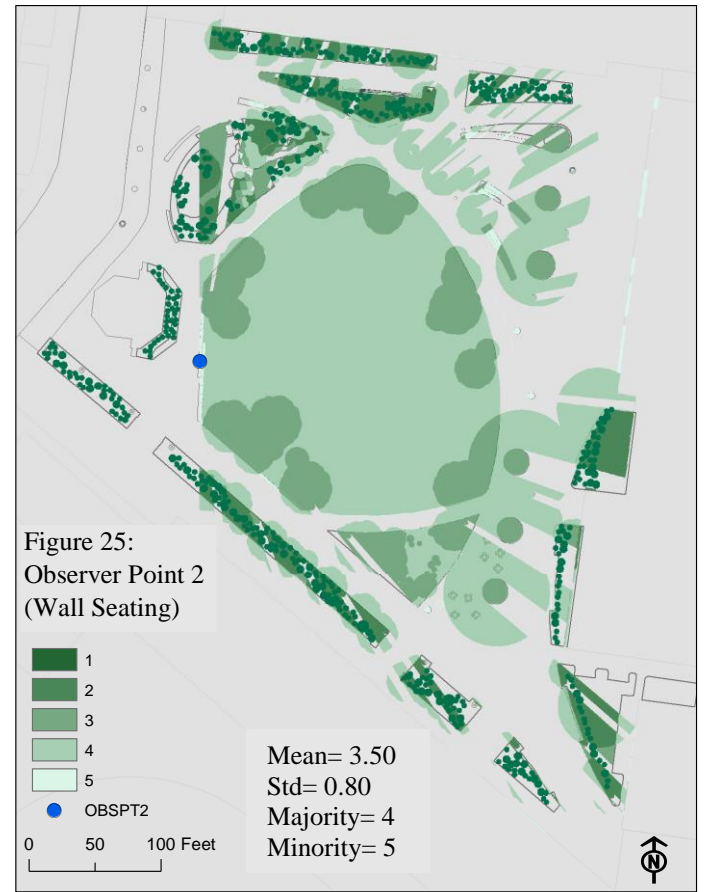 Figure 25:
Observer Point 2
(Wall Seating)
1
2
3
4
5
OBSPT2
0 50 100 Feet
Mean= 3.50
Std= 0.80
Majority= 4
Minority= 5
N